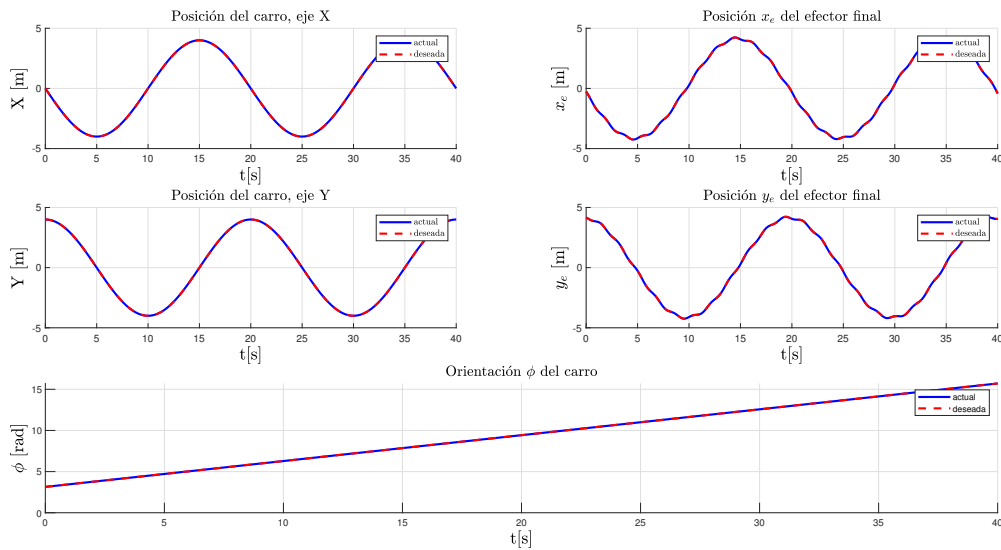 Posición del carro, eje X
X [m]
5
0
-5
actual
deseada
0 5 10 15 20 25 30 35 40
t[s]
Posición x_e del efector final
x_e [m]
5
0
-5
actual
deseada
0 5 10 15 20 25 30 35 40
t[s]
Posición del carro, eje Y
Y [m]
5
0
-5
actual
deseada
0 5 10 15 20 25 30 35 40
t[s]
Posición y_e del efector final
y_e [m]
5
0
-5
actual
deseada
0 5 10 15 20 25 30 35 40
t[s]
Orientación ϕ del carro
ϕ [rad]
15
10
5
0
actual
deseada
0 5 10 15 20 25 30 35 40
t[s]